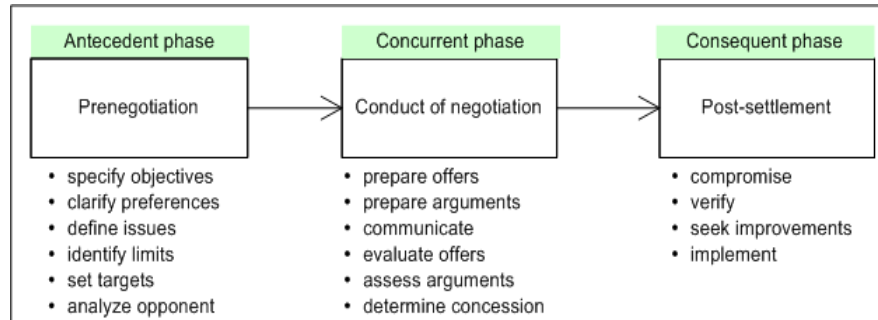 Antecedent phase
Prenegotiation
• specify objectives
• clarify preferences
• define issues
• identify limits
• set targets
• analyze opponent
Concurrent phase
Conduct of negotiation
• prepare offers
• prepare arguments
• communicate
• evaluate offers
• assess arguments
• determine concession
Consequent phase
Post-settlement
• compromise
• verify
• seek improvements
• implement